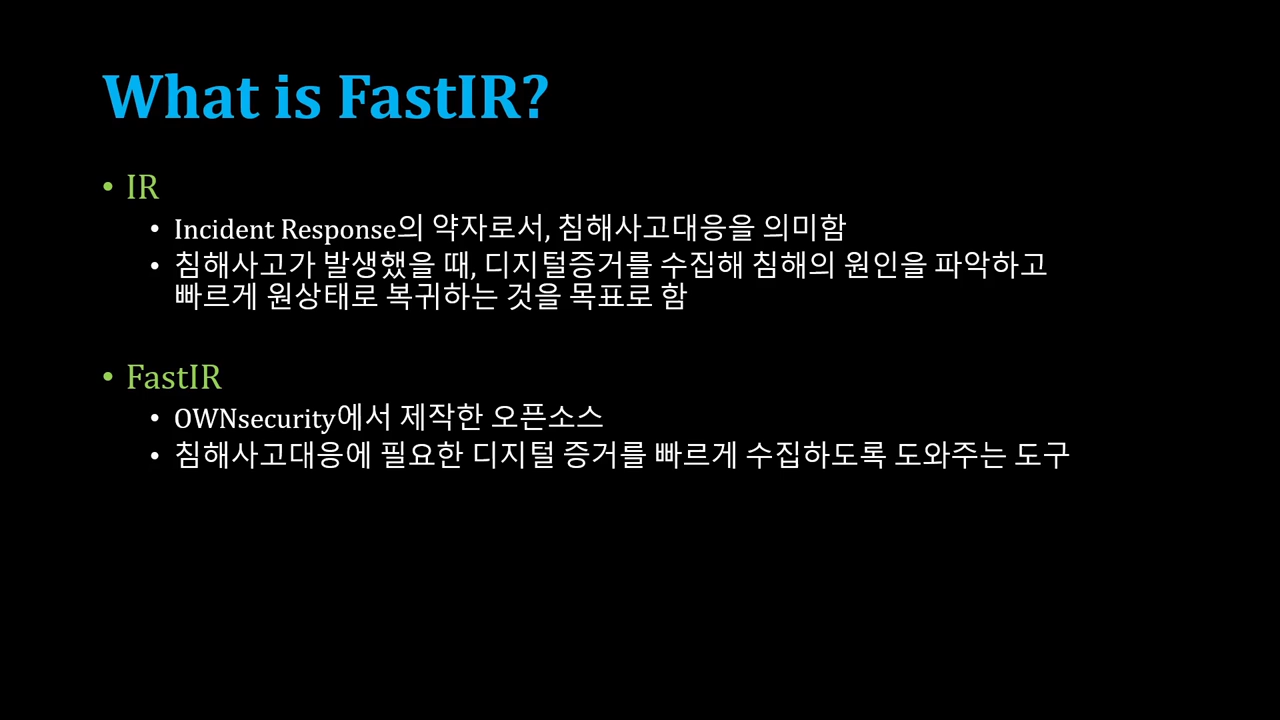 What is FastIR?
• IR
• Incident Response의 약자로서, 침해사고대응을 의미함
• 침해사고가 발생했을 때, 디지털증거를 수집해 침해의 원인을 파악하고
빠르게 원상태로 복귀하는 것을 목표로 함
• FastIR
• OWNsecurity에서 제작한 오픈소스
• 침해사고대응에 필요한 디지털 증거를 빠르게 수집하도록 도와주는 도구